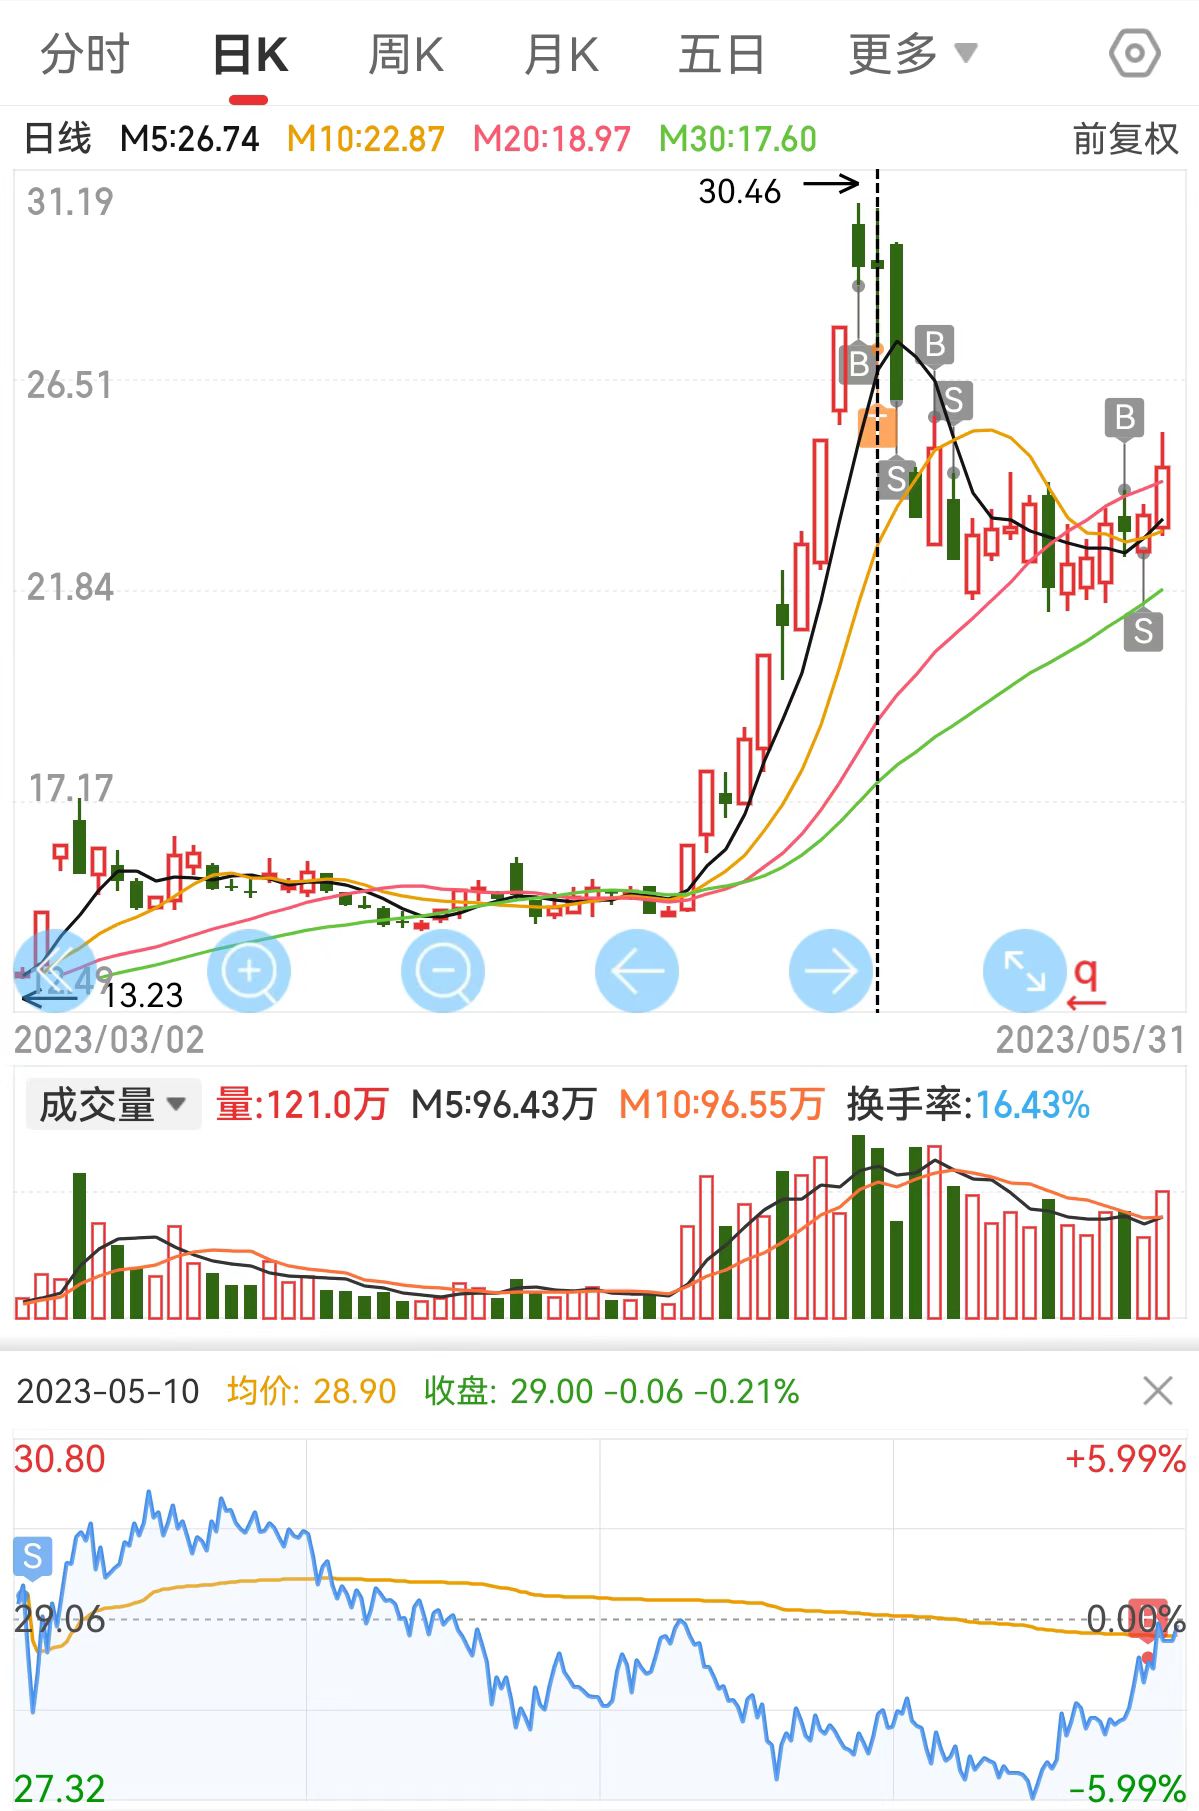 分时 日K 周K 月K 五日 更多
日线 M5:26.74 M10:22.87 M20:18.97 M30:17.60 前复权
31.19
30.46
B
26.51
B
S
B
S
21.84
S
17.17
12.49
13.23
q
2023/03/02 2023/05/31
成交量 量:121.0万 M5:96.43万 M10:96.55万 换手率:16.43%
2023-05-10 均价: 28.90 收盘: 29.00 -0.06 -0.21%
30.80 +5.99%
S
29.06 0.00%
27.32 -5.99%